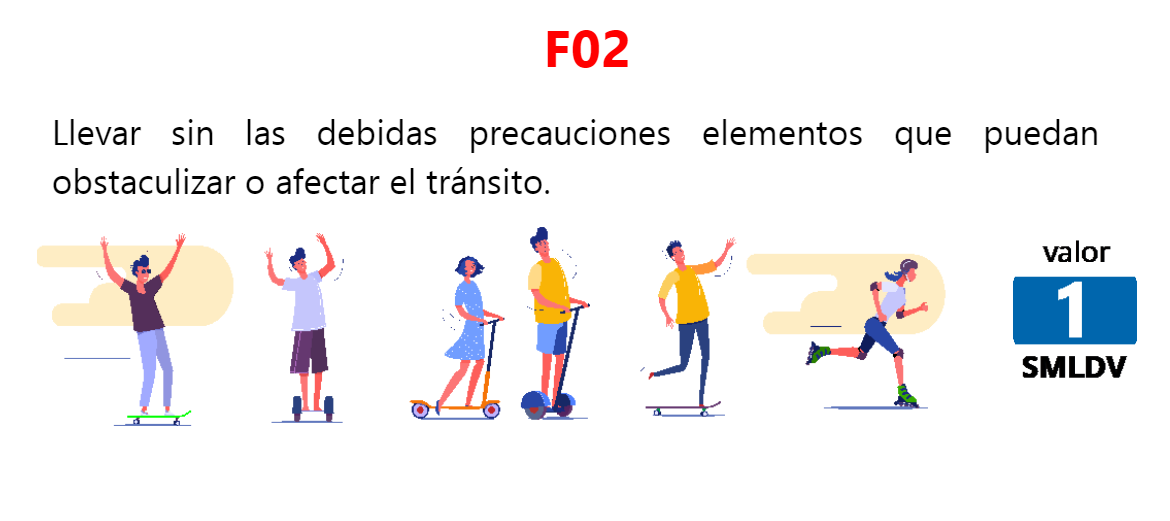 F02
Llevar sin las debidas precauciones elementos que puedan
obstaculizar o afectar el tránsito.
valor
1
SMLDV